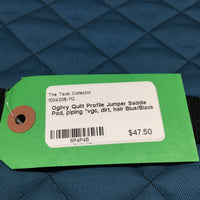 The Tack Collector
1004308-112
Ogilvy Quilt Profile Jumper Saddle
Pad, piping *vgc, dirt, hair Blue/Black
6P4P4B
$47.50